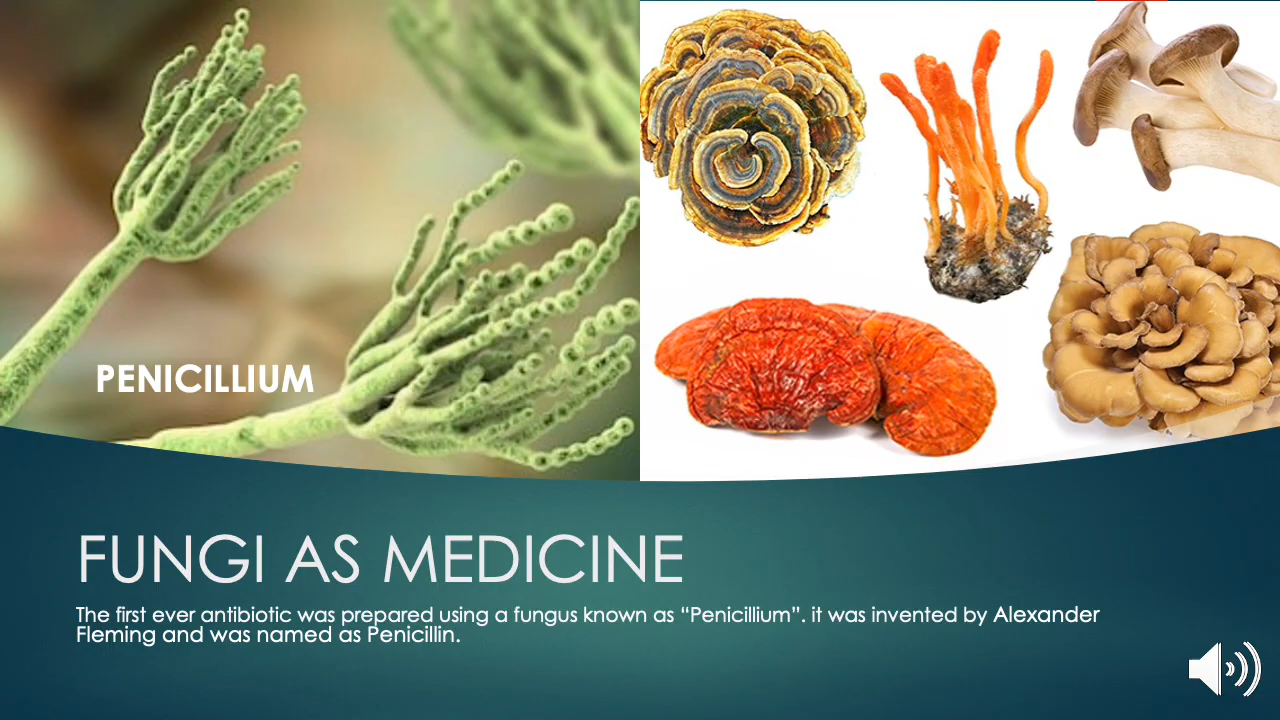 PENICILLIUM
FUNGI AS MEDICINE
The first ever antibiotic was prepared using a fungus known as “Penicillium”. it was invented by Alexander
Fleming and was named as Penicillin.